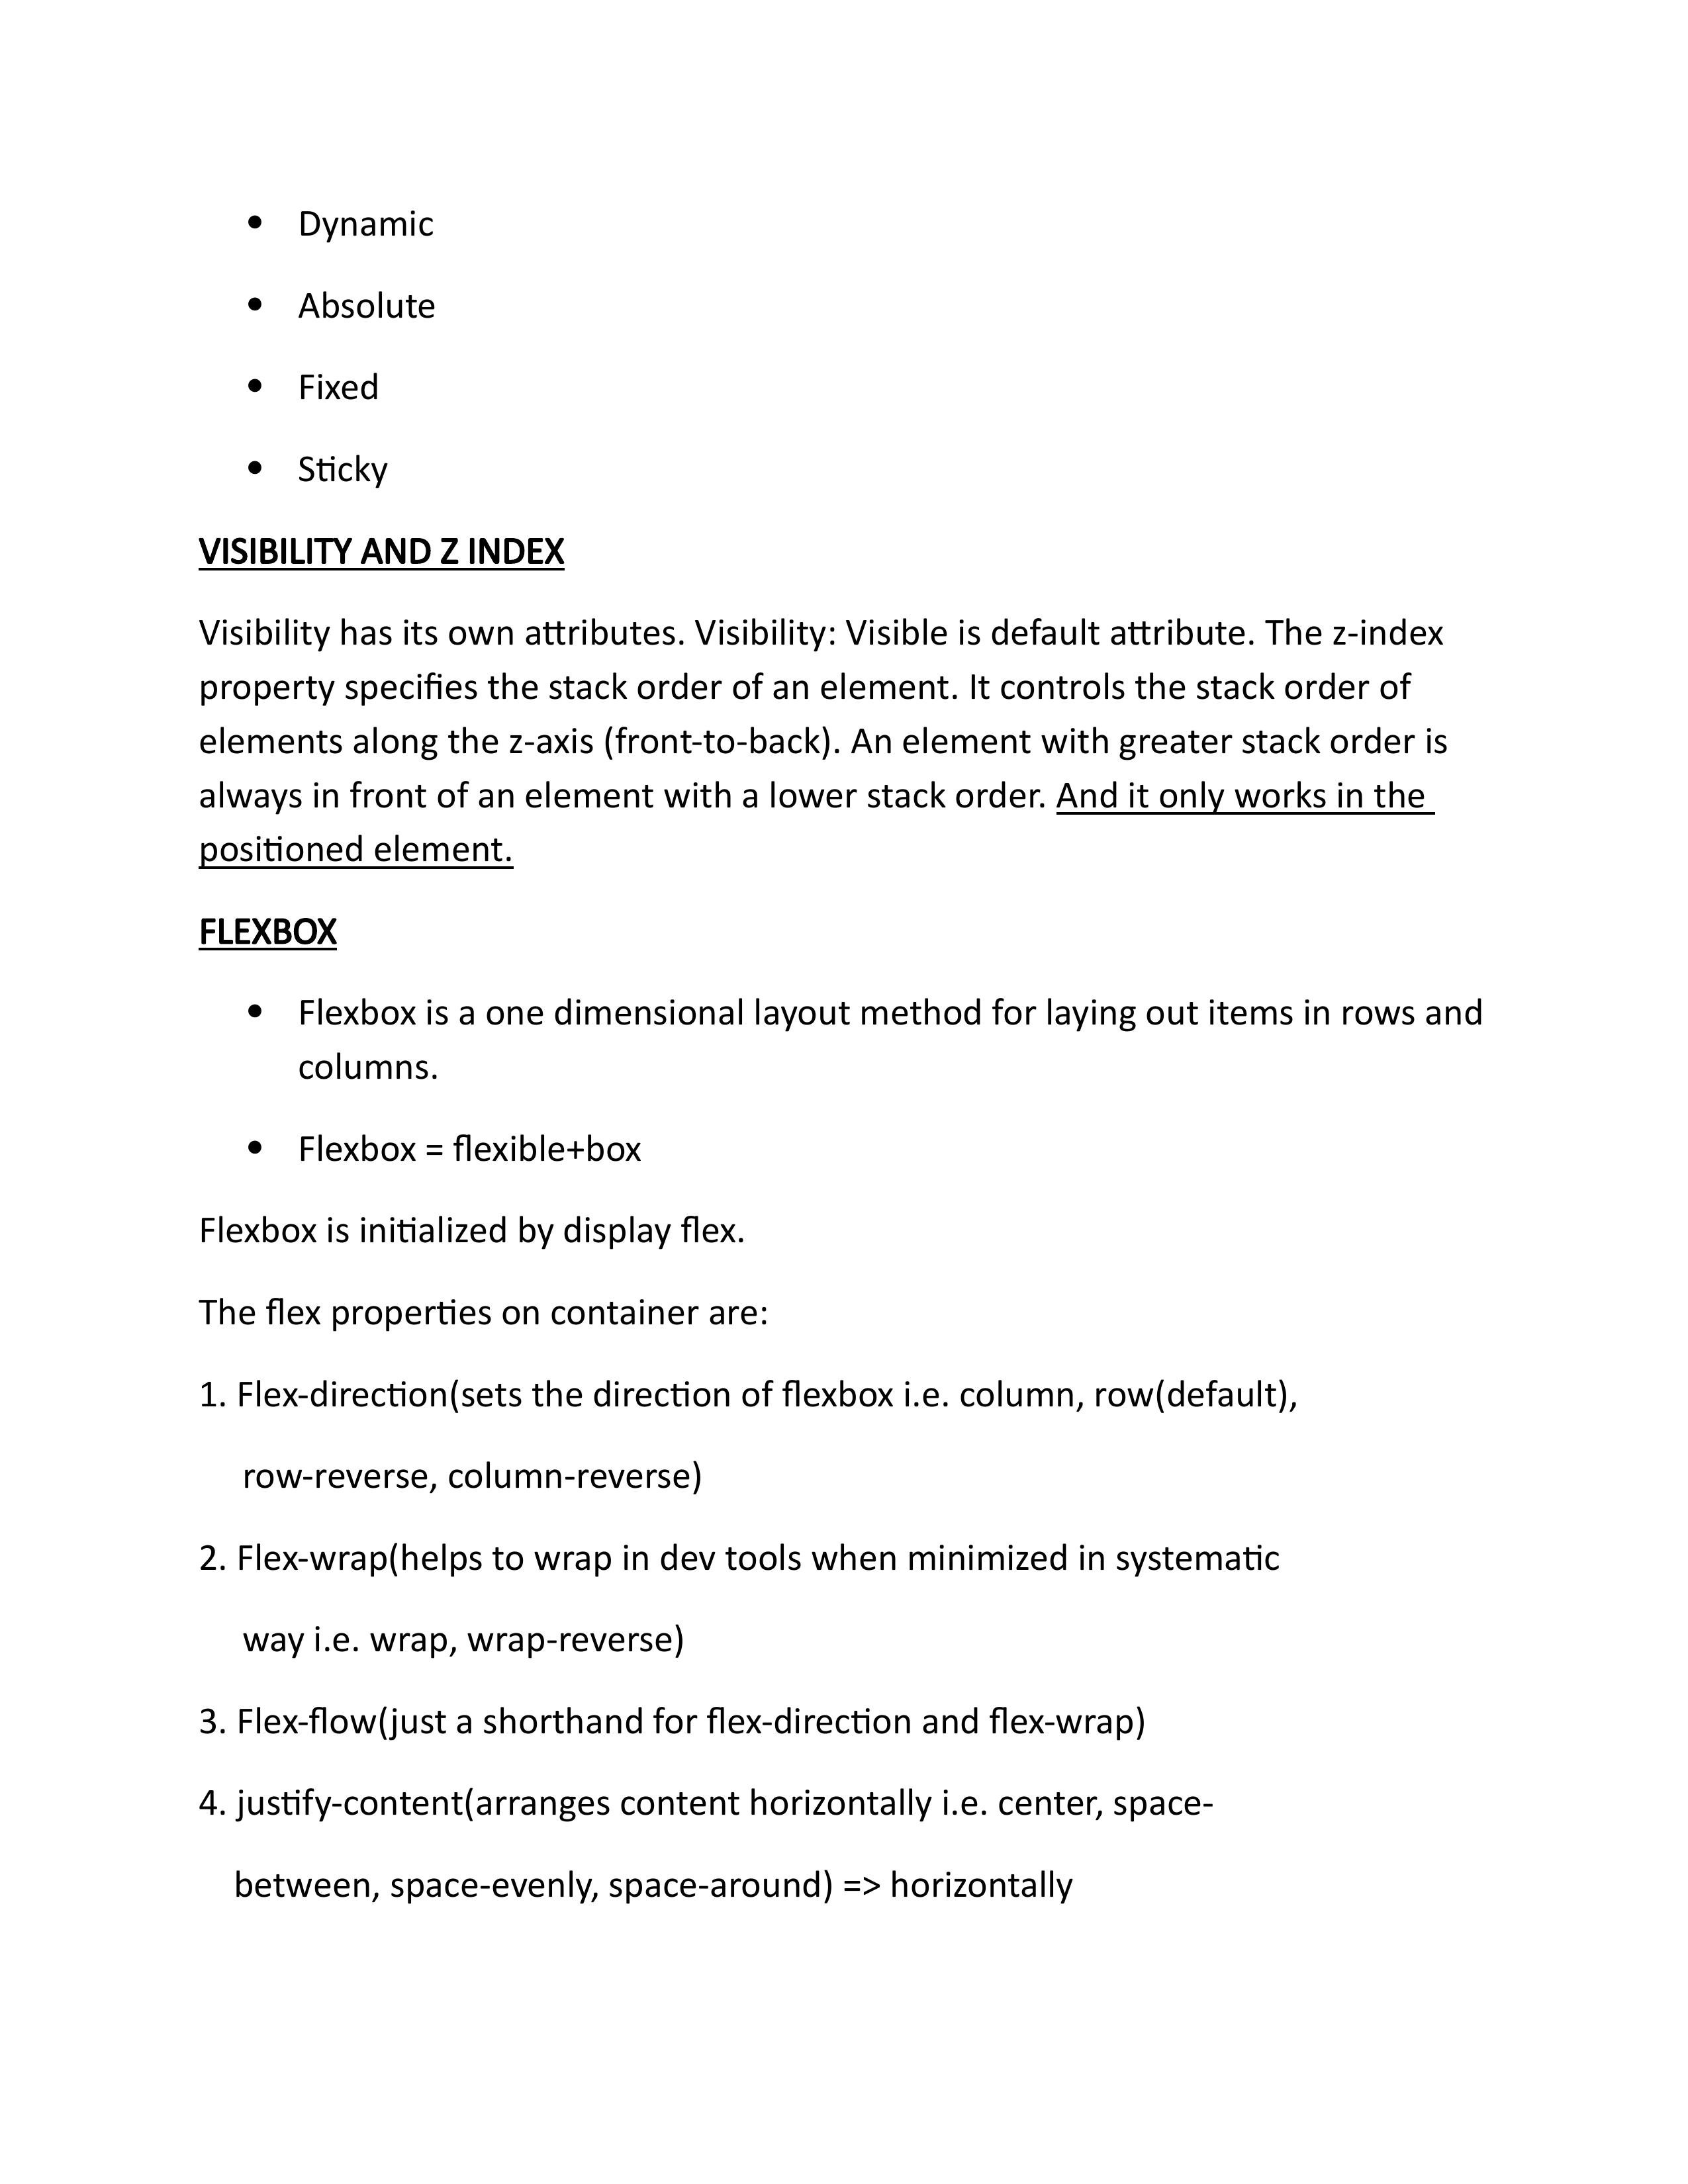 • Dynamic
• Absolute
• Fixed
• Sticky
VISIBILITY AND Z INDEX
Visibility has its own attributes. Visibility: Visible is default attribute. The z-index
property specifies the stack order of an element. It controls the stack order of
elements along the z-axis (front-to-back). An element with greater stack order is
always in front of an element with a lower stack order. And it only works in the
positioned element.
FLEXBOX
• Flexbox is a one dimensional layout method for laying out items in rows and
columns.
• Flexbox = flexible+box
Flexbox is initialized by display flex.
The flex properties on container are:
1. Flex-direction(sets the direction of flexbox i.e. column, row(default),
row-reverse, column-reverse)
2. Flex-wrap(helps to wrap in dev tools when minimized in systematic
way i.e. wrap, wrap-reverse)
3. Flex-flow(just a shorthand for flex-direction and flex-wrap)
4. justify-content(arranges content horizontally i.e. center, space-
between, space-evenly, space-around) => horizontally